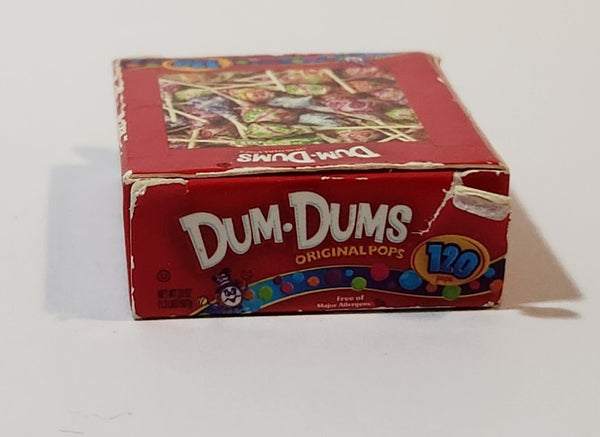 DUM-DUMS
DUM·DUMS
ORIGINAL POPS
120
Free of
Major Allergens